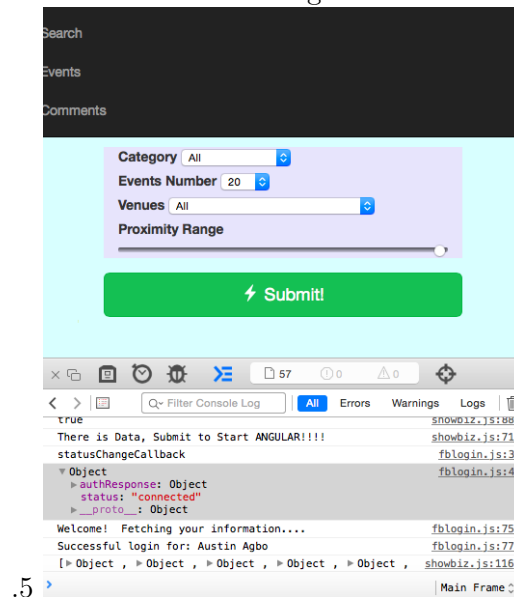 Search
Events
Comments
Category All
Events Number 20
Venues All
Proximity Range
Submit!
57 0 0
Filter Console Log All Errors Warnings Logs
true showbiz.js:88
There is Data, Submit to Start ANGULAR!!!! showbiz.js:71
statusChangeCallback fblogin.js:3
▼ Object fblogin.js:4
▶ authResponse: Object
status: "connected"
▶ __proto__: Object
Welcome! Fetching your information.... fblogin.js:75
Successful login for: Austin Agbo fblogin.js:77
[▶ Object , ▶ Object , ▶ Object , ▶ Object , ▶ Object , showbiz.js:116
.5 > Main Frame